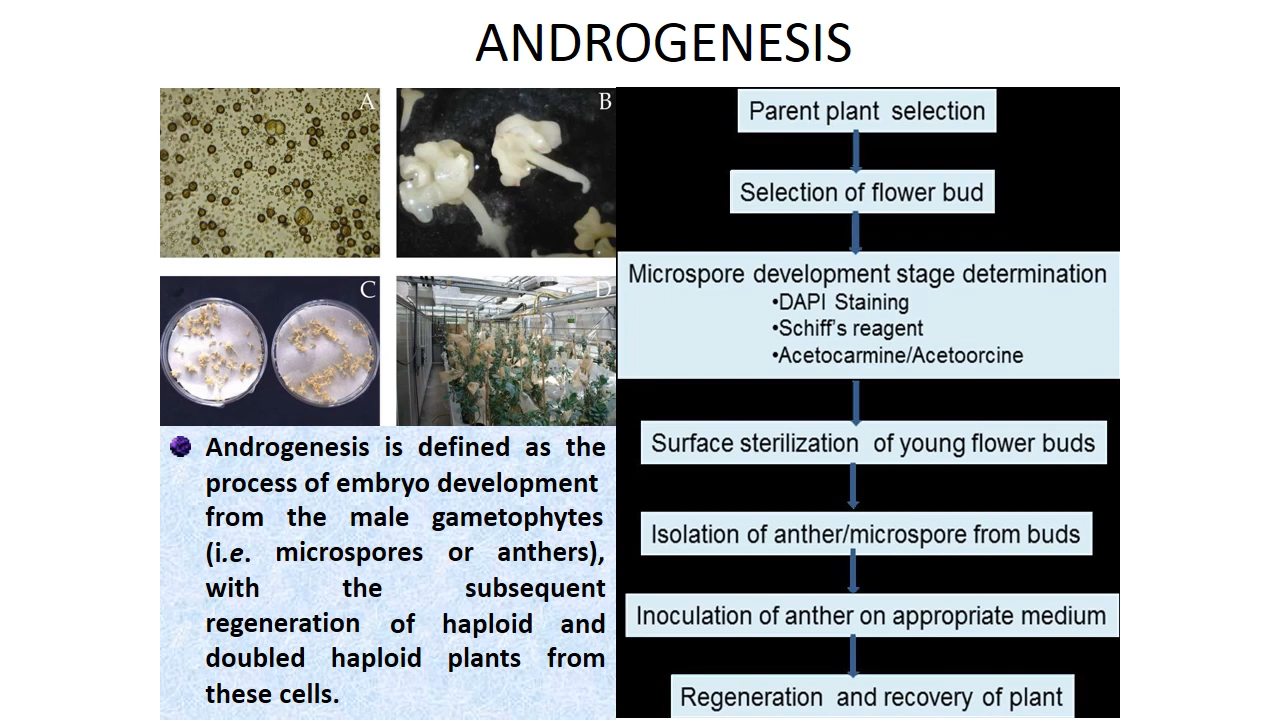 ANDROGENESIS
A
B
C
D
Androgenesis is defined as the
process of embryo development
from the male gametophytes
(i.e. microspores or anthers),
with the subsequent
regeneration of haploid and
doubled haploid plants from
these cells.
Parent plant selection
Selection of flower bud
Microspore development stage determination
•DAPI Staining
•Schiff's reagent
•Acetocarmine/Acetoorcine
Surface sterilization of young flower buds
Isolation of anther/microspore from buds
Inoculation of anther on appropriate medium
Regeneration and recovery of plant